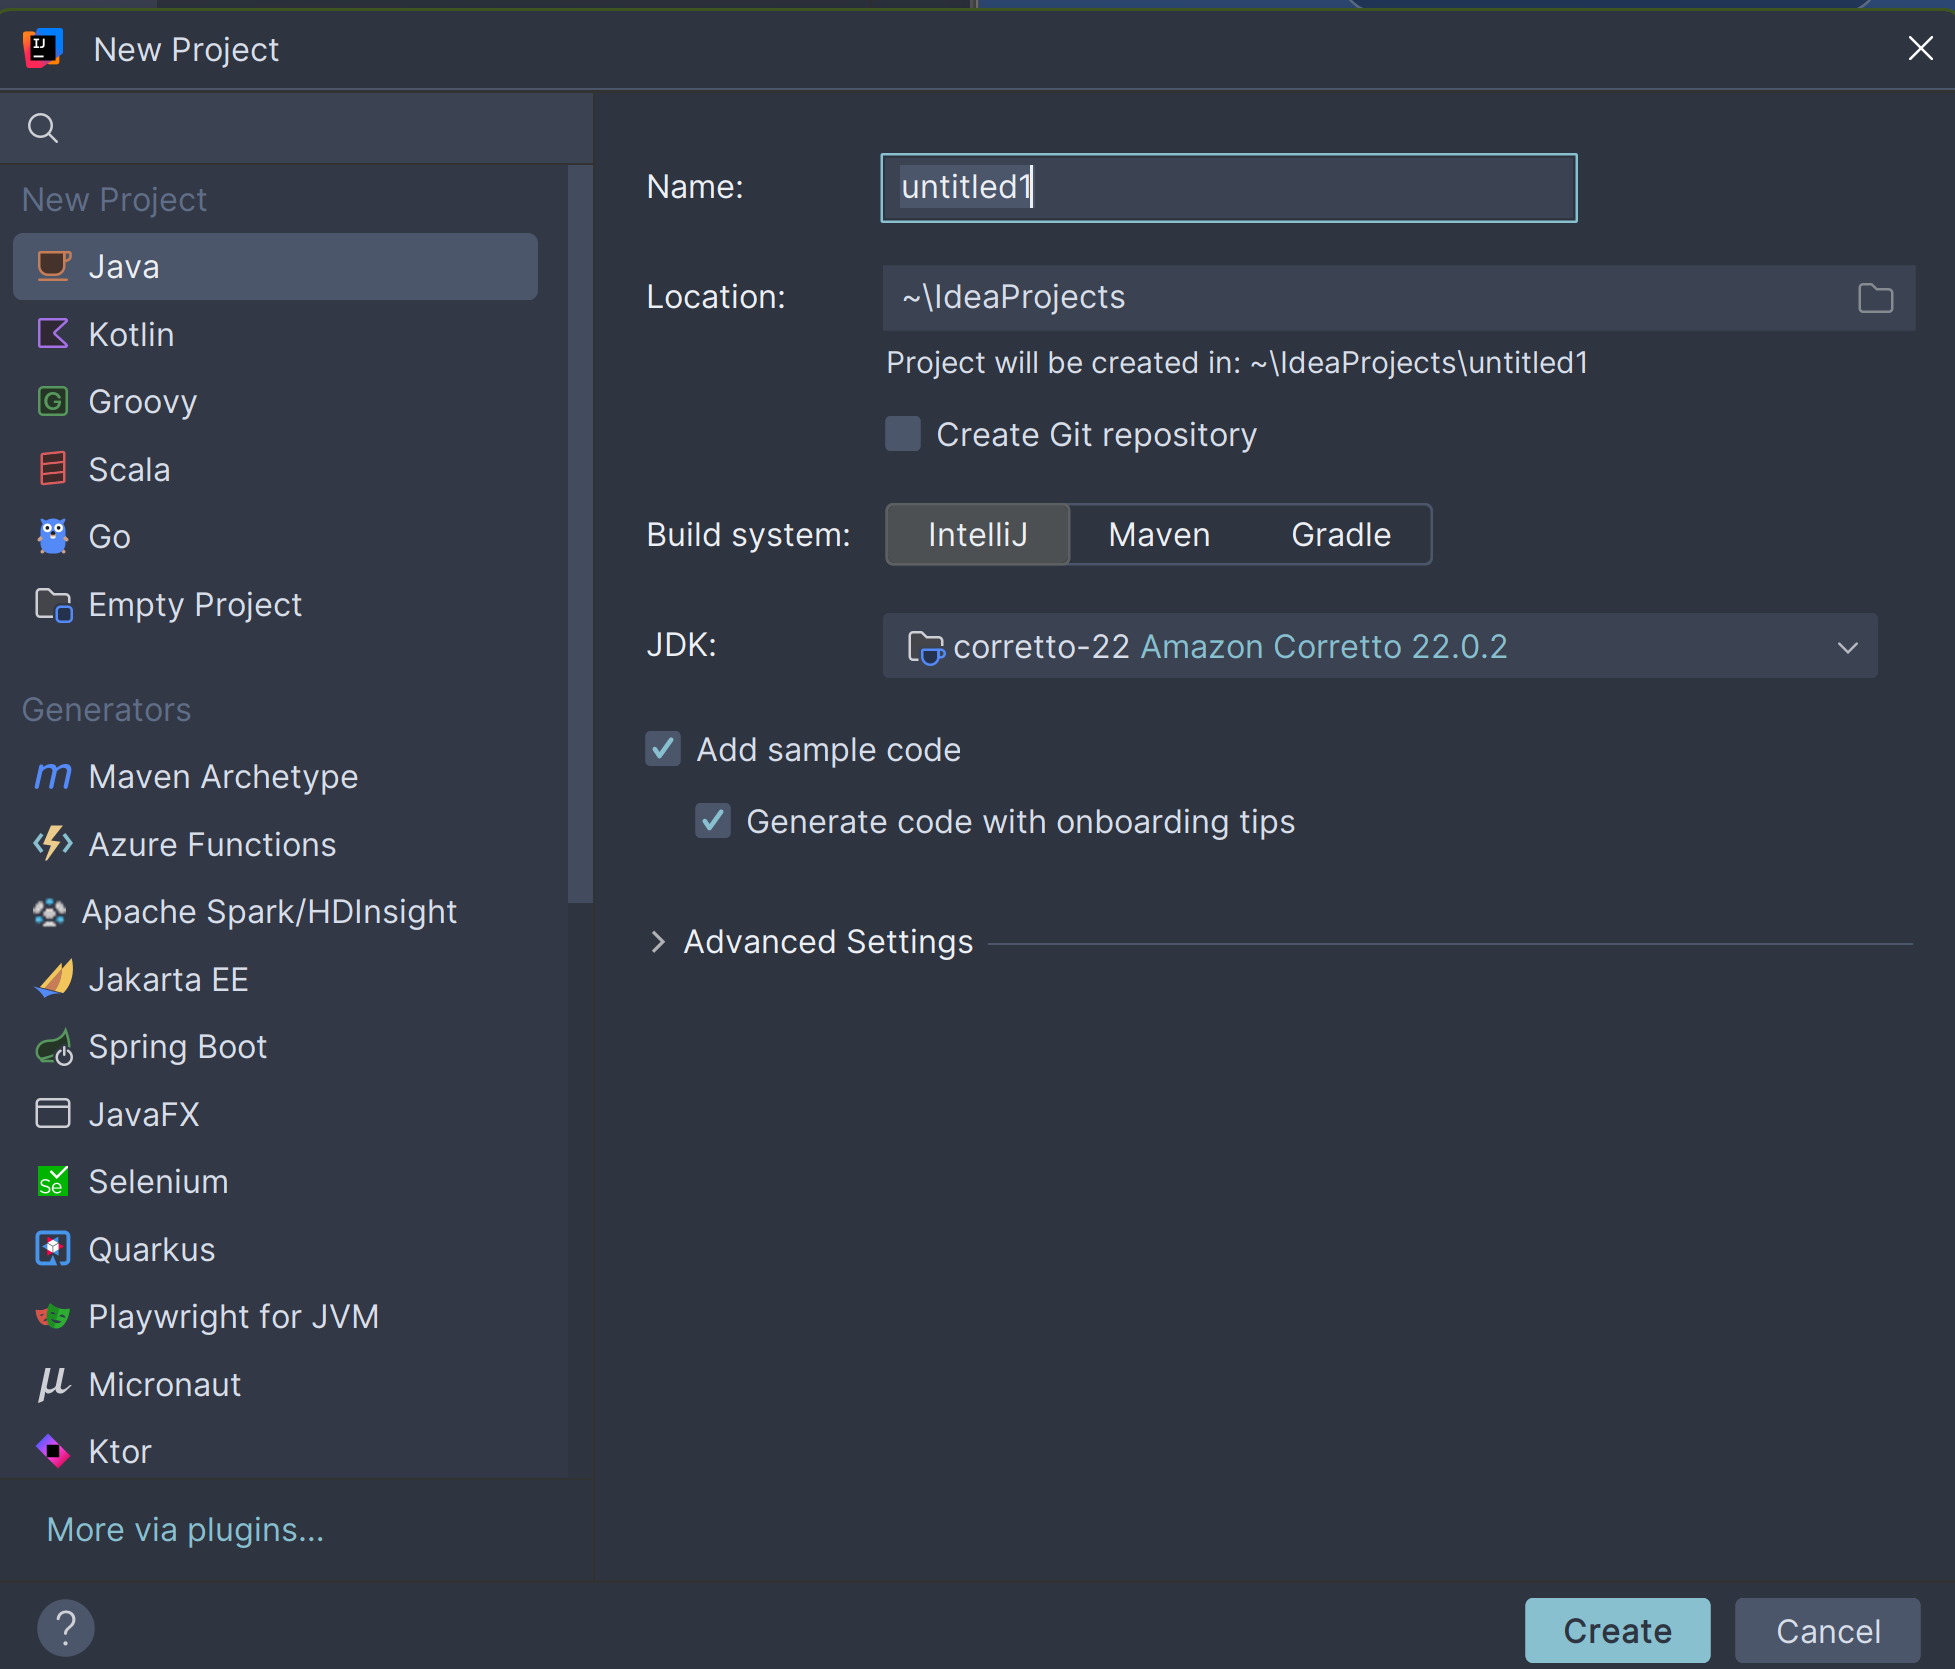 IJ
New Project
New Project
Java
Kotlin
G
Groovy
Scala
Go
Empty Project
Generators
m
Maven Archetype
Azure Functions
Apache Spark/HDInsight
Jakarta EE
Spring Boot
JavaFX
Se
Selenium
Quarkus
Playwright for JVM
μ
Micronaut
Ktor
More via plugins...
?
Name:
untitled1
Location:
~\IdeaProjects
Project will be created in: ~\IdeaProjects\untitled1
Create Git repository
Build system:
IntelliJ
Maven
Gradle
JDK:
corretto-22 Amazon Corretto 22.0.2
Add sample code
Generate code with onboarding tips
Advanced Settings
Create
Cancel